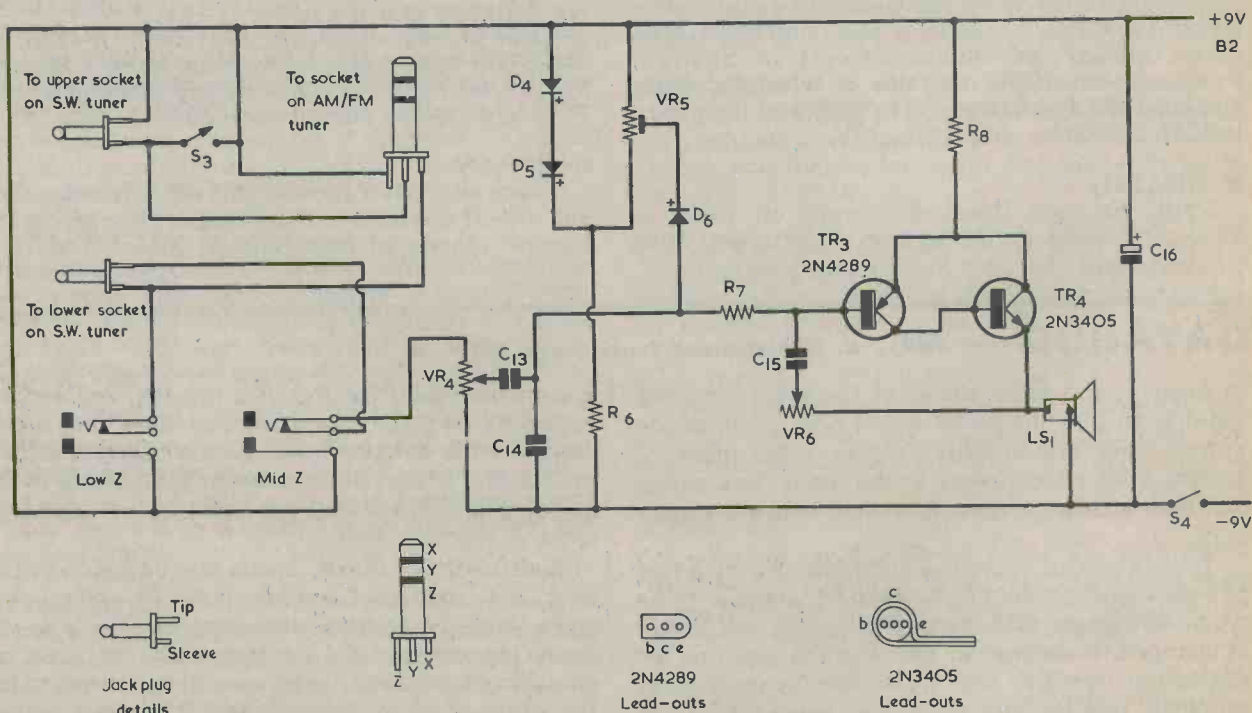 +9V
B2
To upper socket
on S.W. tuner
S3
To socket
on AM/FM
tuner
D4
D5
VR5
D6
R8
TR3
2N4289
TR4
2N3405
C16
To lower socket
on S.W. tuner
R7
C15
VR6
LS1
VR4
C13
C14
R6
Low Z
Mid Z
S4
-9V
Tip
Sleeve
Jack plug
details
X
Y
Z
Z Y X
b c e
2N4289
Lead-outs
c
b e
2N3405
Lead-outs